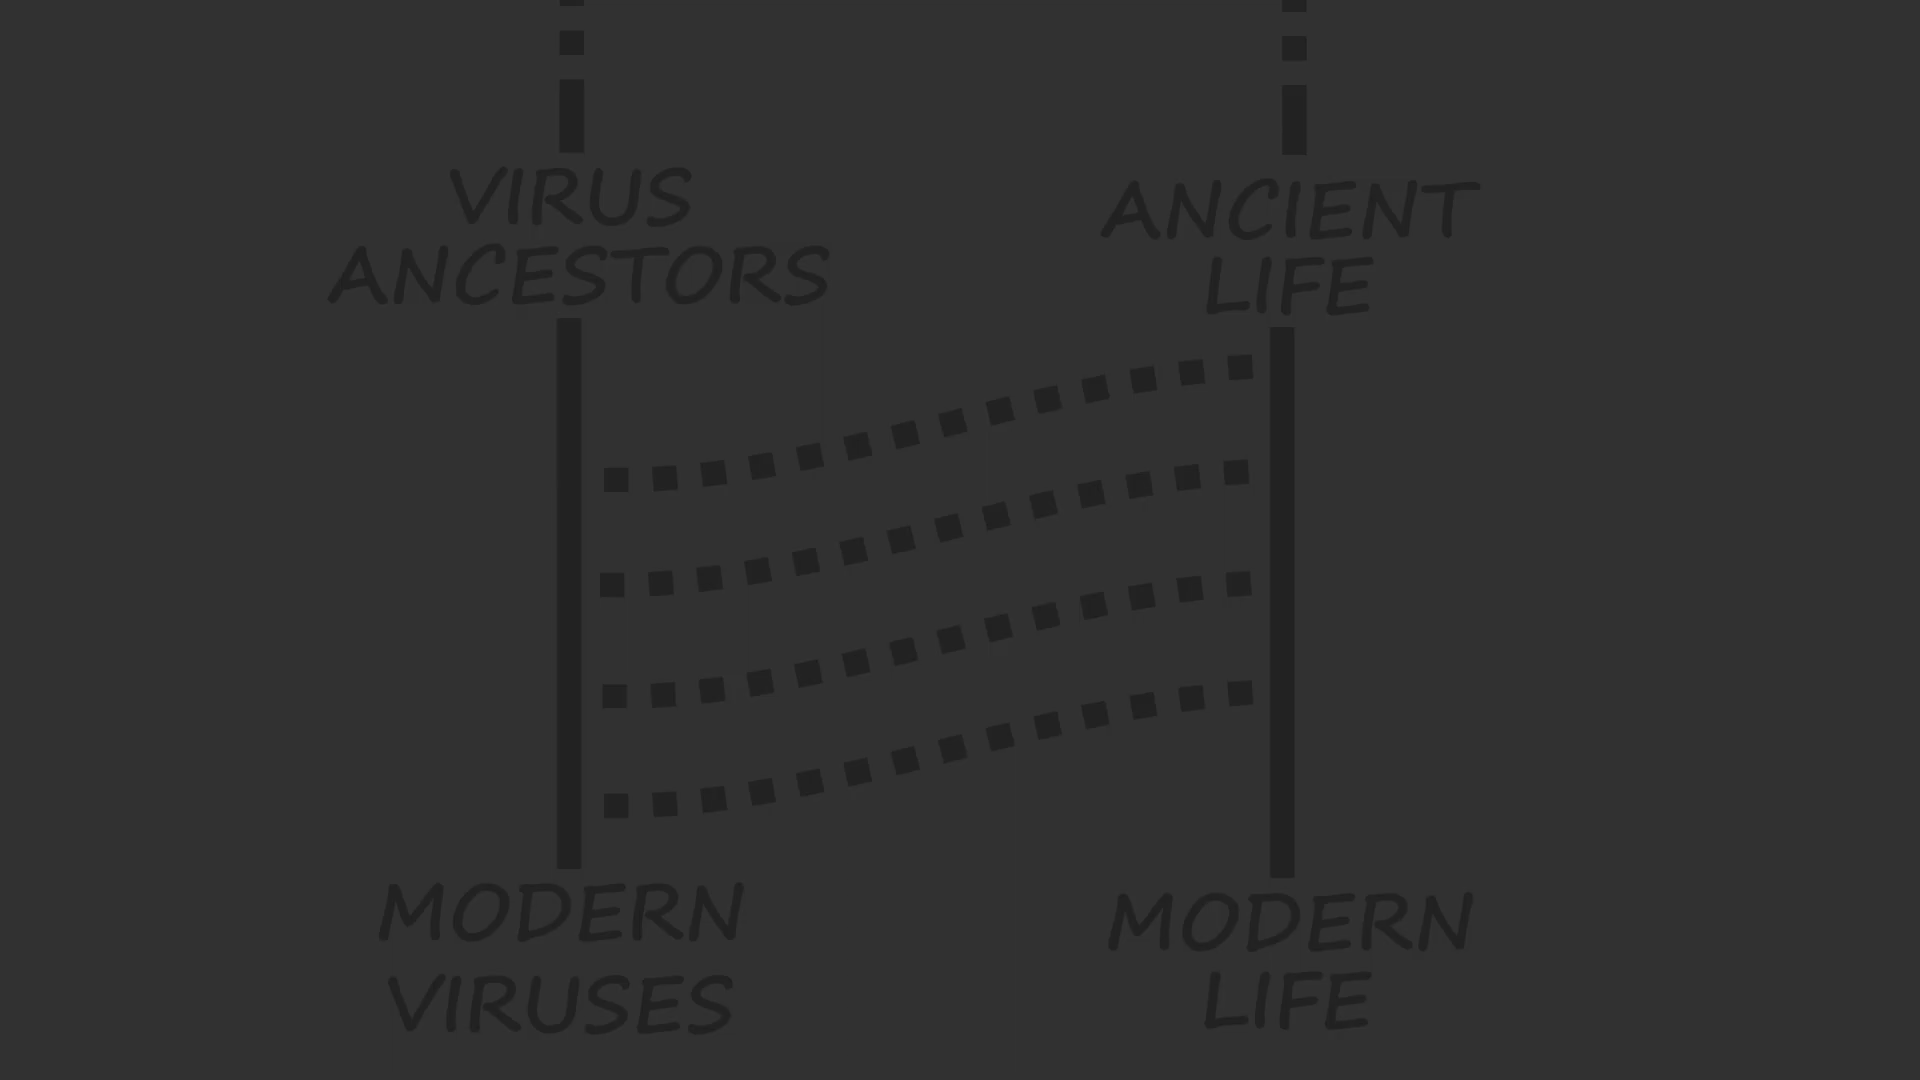 VIRUS
ANCESTORS
ANCIENT
LIFE
MODERN
VIRUSES
MODERN
LIFE